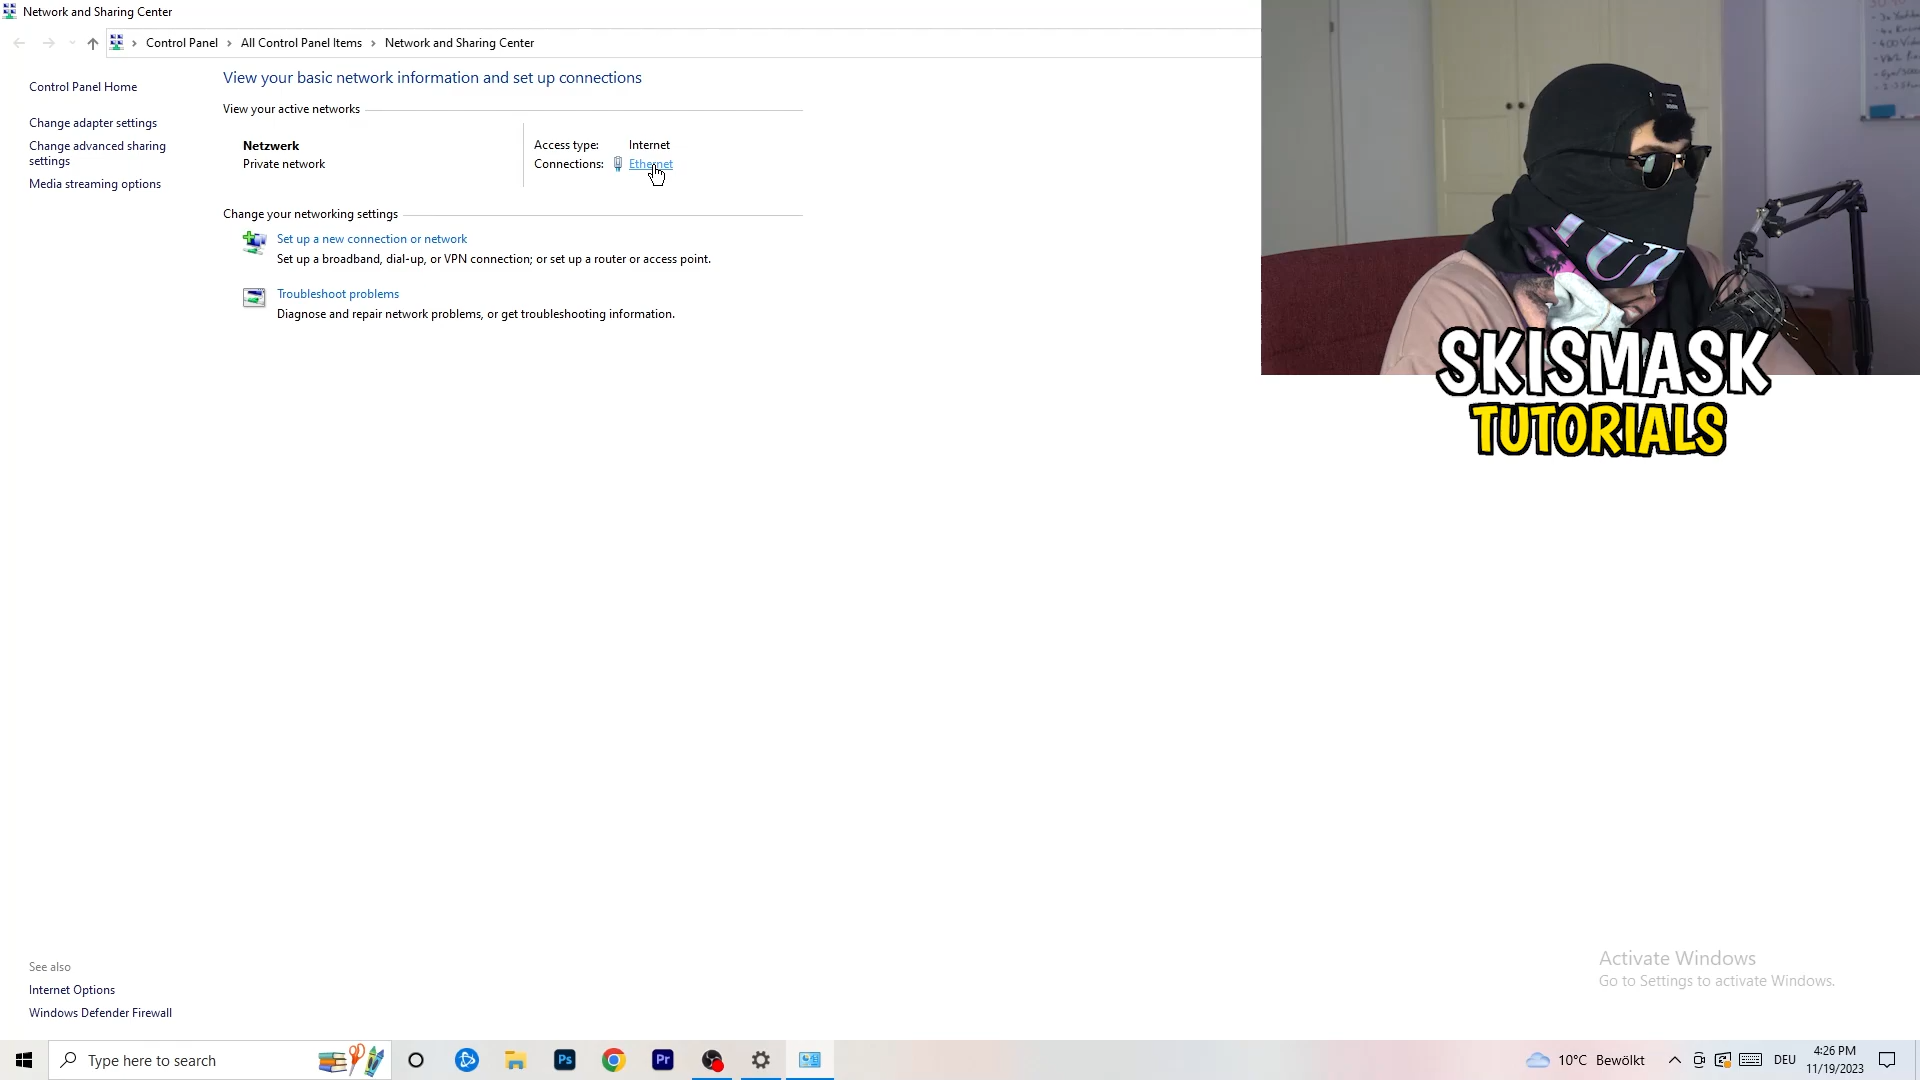 Network and Sharing Center
Control Panel > All Control Panel Items > Network and Sharing Center
Control Panel Home
Change adapter settings
Change advanced sharing
settings
Media streaming options
View your basic network information and set up connections
View your active networks
Netzwerk
Private network
Access type: Internet
Connections: Ethernet
Change your networking settings
Set up a new connection or network
Set up a broadband, dial-up, or VPN connection; or set up a router or access point.
Troubleshoot problems
Diagnose and repair network problems, or get troubleshooting information.
SKISMASK
TUTORIALS
Activate Windows
Go to Settings to activate Windows.
See also
Internet Options
Windows Defender Firewall
Type here to search
Ps
Pr
10°C Bewölkt
DEU
4:26 PM
11/19/2023